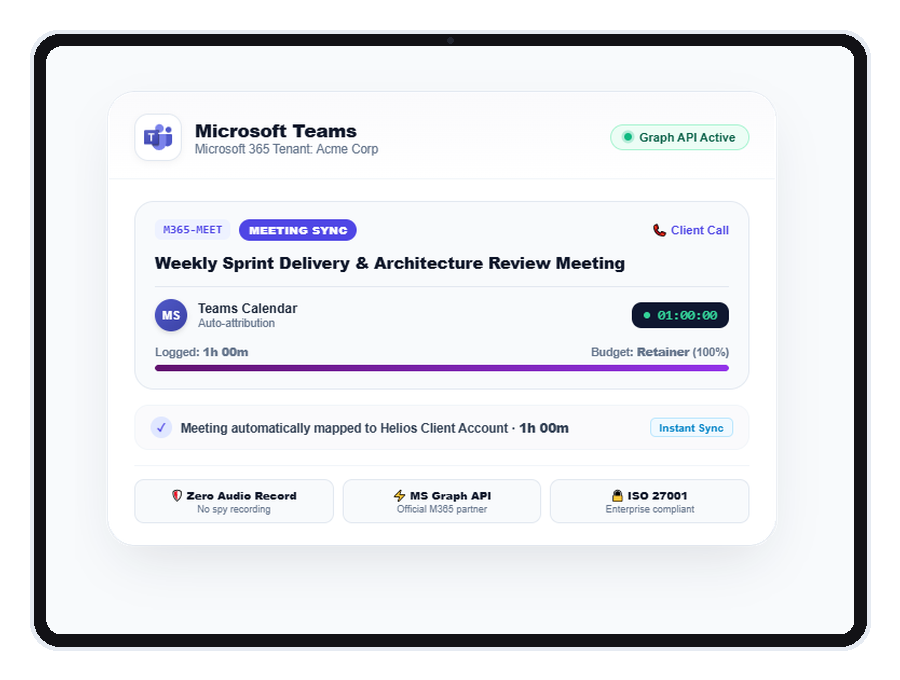 Microsoft Teams
Microsoft 365 Tenant: Acme Corp
Graph API Active
M365-MEET
MEETING SYNC
Client Call
Weekly Sprint Delivery & Architecture Review Meeting
MS
Teams Calendar
Auto-attribution
01:00:00
Logged: 1h 00m
Budget: Retainer (100%)
Meeting automatically mapped to Helios Client Account · 1h 00m
Instant Sync
Zero Audio Record
No spy recording
MS Graph API
Official M365 partner
ISO 27001
Enterprise compliant